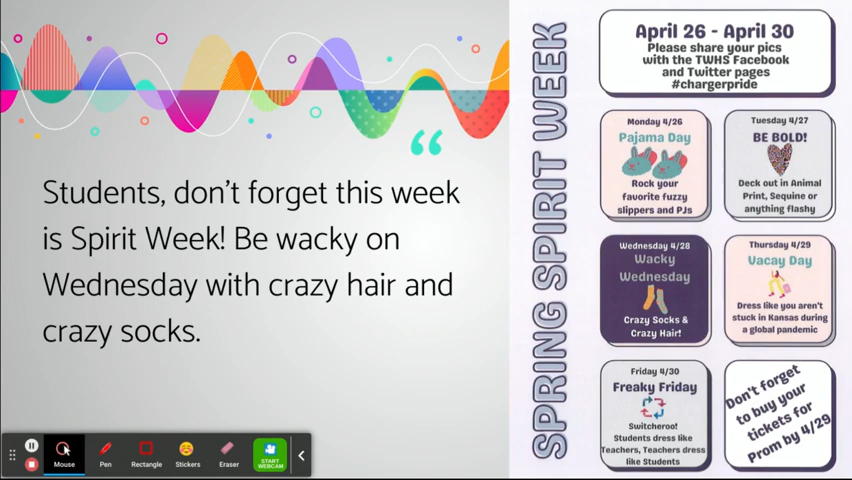 “
Students, don't forget this week
is Spirit Week! Be wacky on
Wednesday with crazy hair and
crazy socks.
SPRING SPIRIT WEEK
April 26 - April 30
Please share your pics
with the TWHS Facebook
and Twitter pages
#chargerpride
Monday 4/26
Pajama Day
Rock your
favorite fuzzy
slippers and PJs
Tuesday 4/27
BE BOLD!
Deck out in Animal
Print, Sequine or
anything flashy
Wednesday 4/28
Wacky
Wednesday
Crazy Socks &
Crazy Hair!
Thursday 4/29
Vacay Day
Dress like you aren't
stuck in Kansas during
a global pandemic
Friday 4/30
Freaky Friday
Switcheroo!
Students dress like
Teachers, Teachers dress
like Students
Don't forget
to buy your
tickets for
Prom by 4/29
Mouse
Pen
Rectangle
Stickers
Eraser
START
WEBCAM